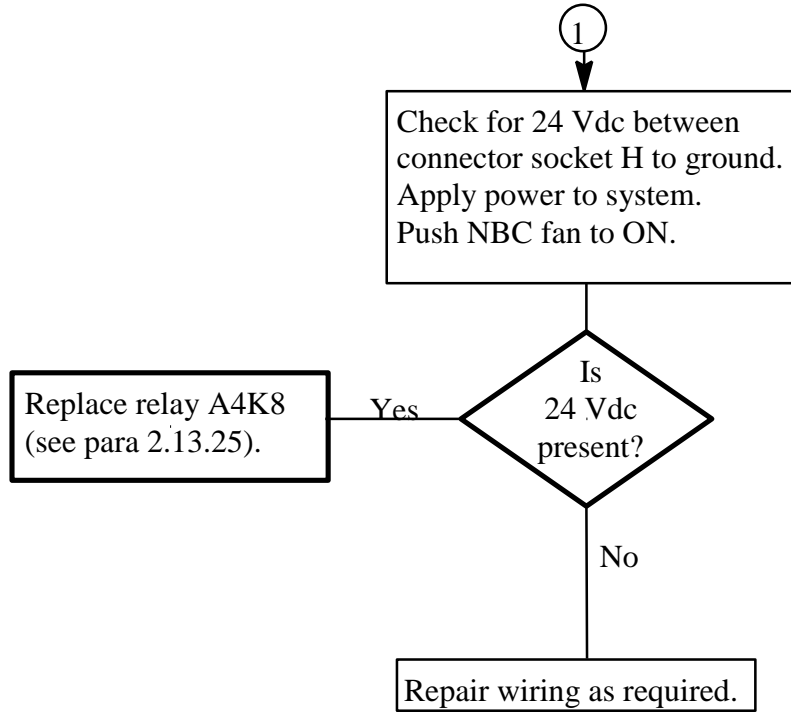 1
Check for 24 Vdc between
connector socket H to ground.
Apply power to system.
Push NBC fan to ON.
Is
24 Vdc
present?
Yes
Replace relay A4K8
(see para 2.13.25).
No
Repair wiring as required.